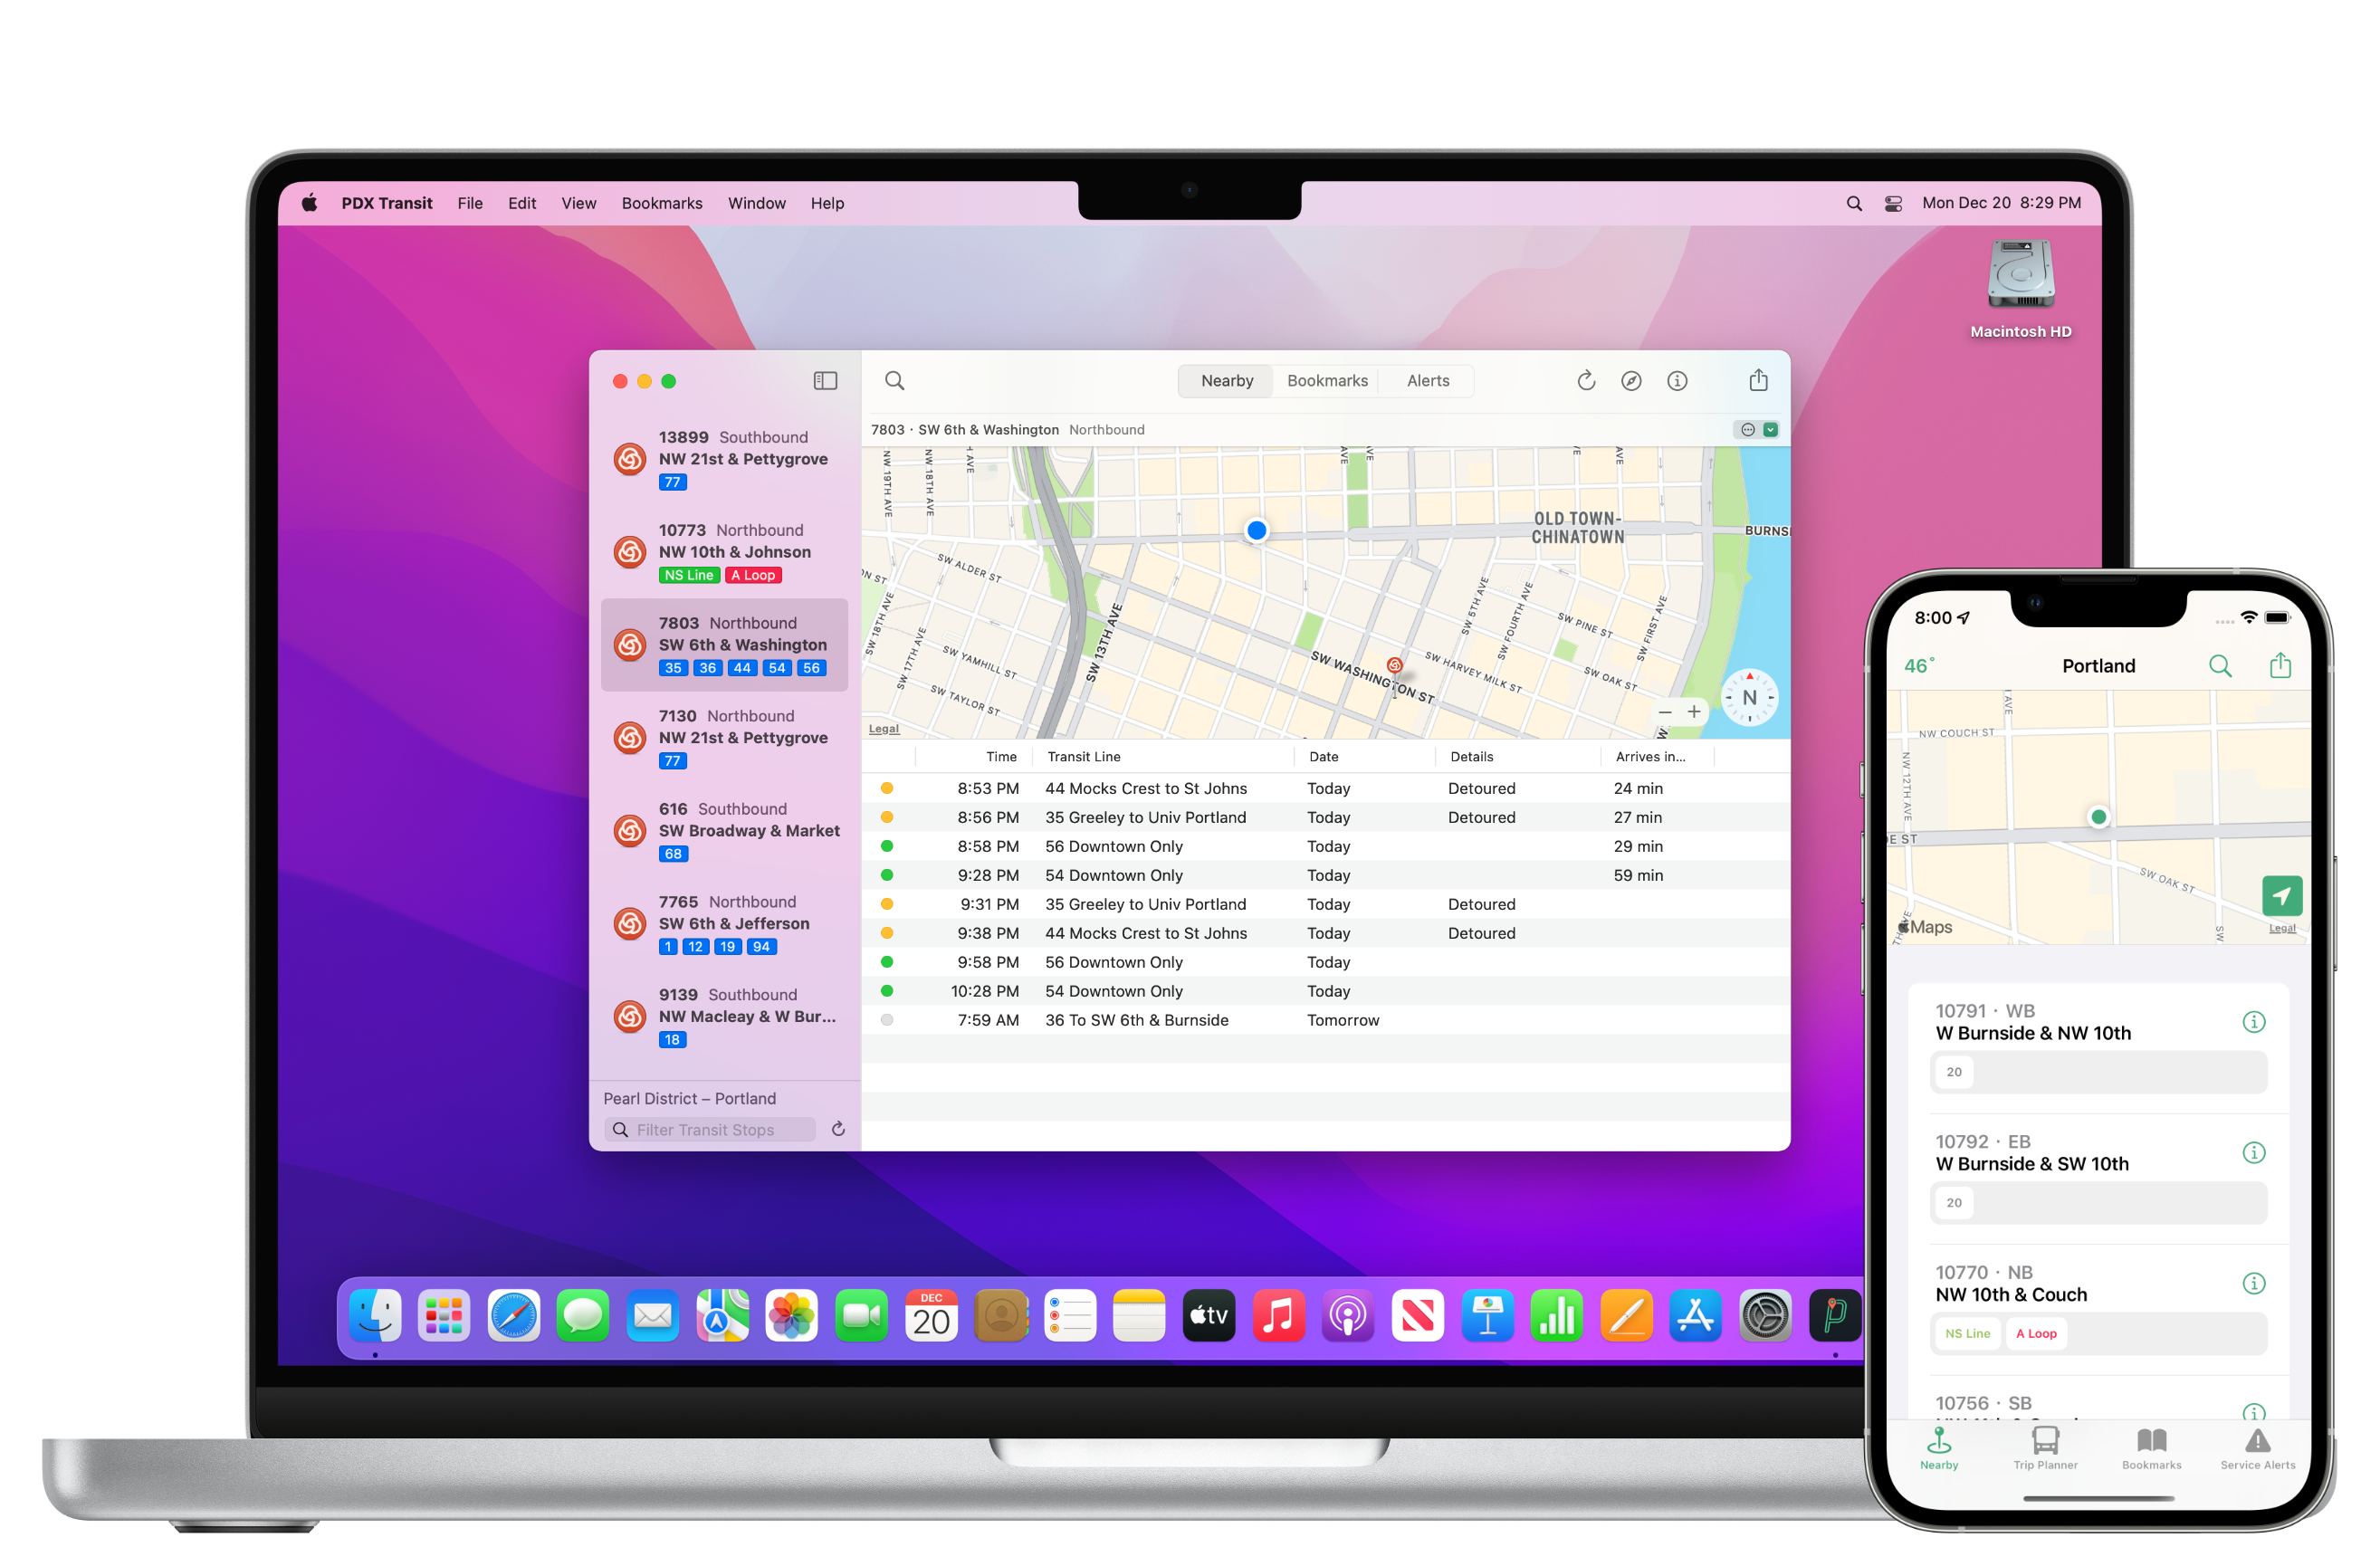 PDX Transit File Edit View Bookmarks Window Help
Mon Dec 20 8:29 PM
Macintosh HD
13899 Southbound
NW 21st & Pettygrove
77
10773 Northbound
NW 10th & Johnson
NS Line A Loop
7803 Northbound
SW 6th & Washington
35 36 44 54 56
7130 Northbound
NW 21st & Pettygrove
77
616 Southbound
SW Broadway & Market
68
7765 Northbound
SW 6th & Jefferson
1 12 19 94
9139 Southbound
NW Macleay & W Bur...
18
Pearl District – Portland
Filter Transit Stops
Nearby Bookmarks Alerts
7803 · SW 6th & Washington Northbound
NW 19TH AVE
NW 18TH AVE
H AVE
AVE
AVE
VE
AVE
OLD TOWN-
CHINATOWN
BURNS
SW ALDER ST
ON ST
SW 18TH AVE
SW 17TH AVE
SW YAMHILL ST
SW TAYLOR ST
SW 13TH AVE
SW WASHINGTON ST
SW HARVEY MILK ST
SW 5TH AVE
SW FOURTH AVE
SW PINE ST
SW OAK ST
SW FIRST AVE
N
Legal
Time Transit Line Date Details Arrives in...
8:53 PM 44 Mocks Crest to St Johns Today Detoured 24 min
8:56 PM 35 Greeley to Univ Portland Today Detoured 27 min
8:58 PM 56 Downtown Only Today 29 min
9:28 PM 54 Downtown Only Today 59 min
9:31 PM 35 Greeley to Univ Portland Today Detoured
9:38 PM 44 Mocks Crest to St Johns Today Detoured
9:58 PM 56 Downtown Only Today
10:28 PM 54 Downtown Only Today
7:59 AM 36 To SW 6th & Burnside Tomorrow
DEC
20
tv
8:00
46° Portland
AVE
NW COUCH ST
NW 12TH AVE
DE ST
SW OAK ST
SW
TH AVE
Maps
Legal
10791 · WB
W Burnside & NW 10th
20
10792 · EB
W Burnside & SW 10th
20
10770 · NB
NW 10th & Couch
NS Line A Loop
10756 · SB
Nearby Trip Planner Bookmarks Service Alerts